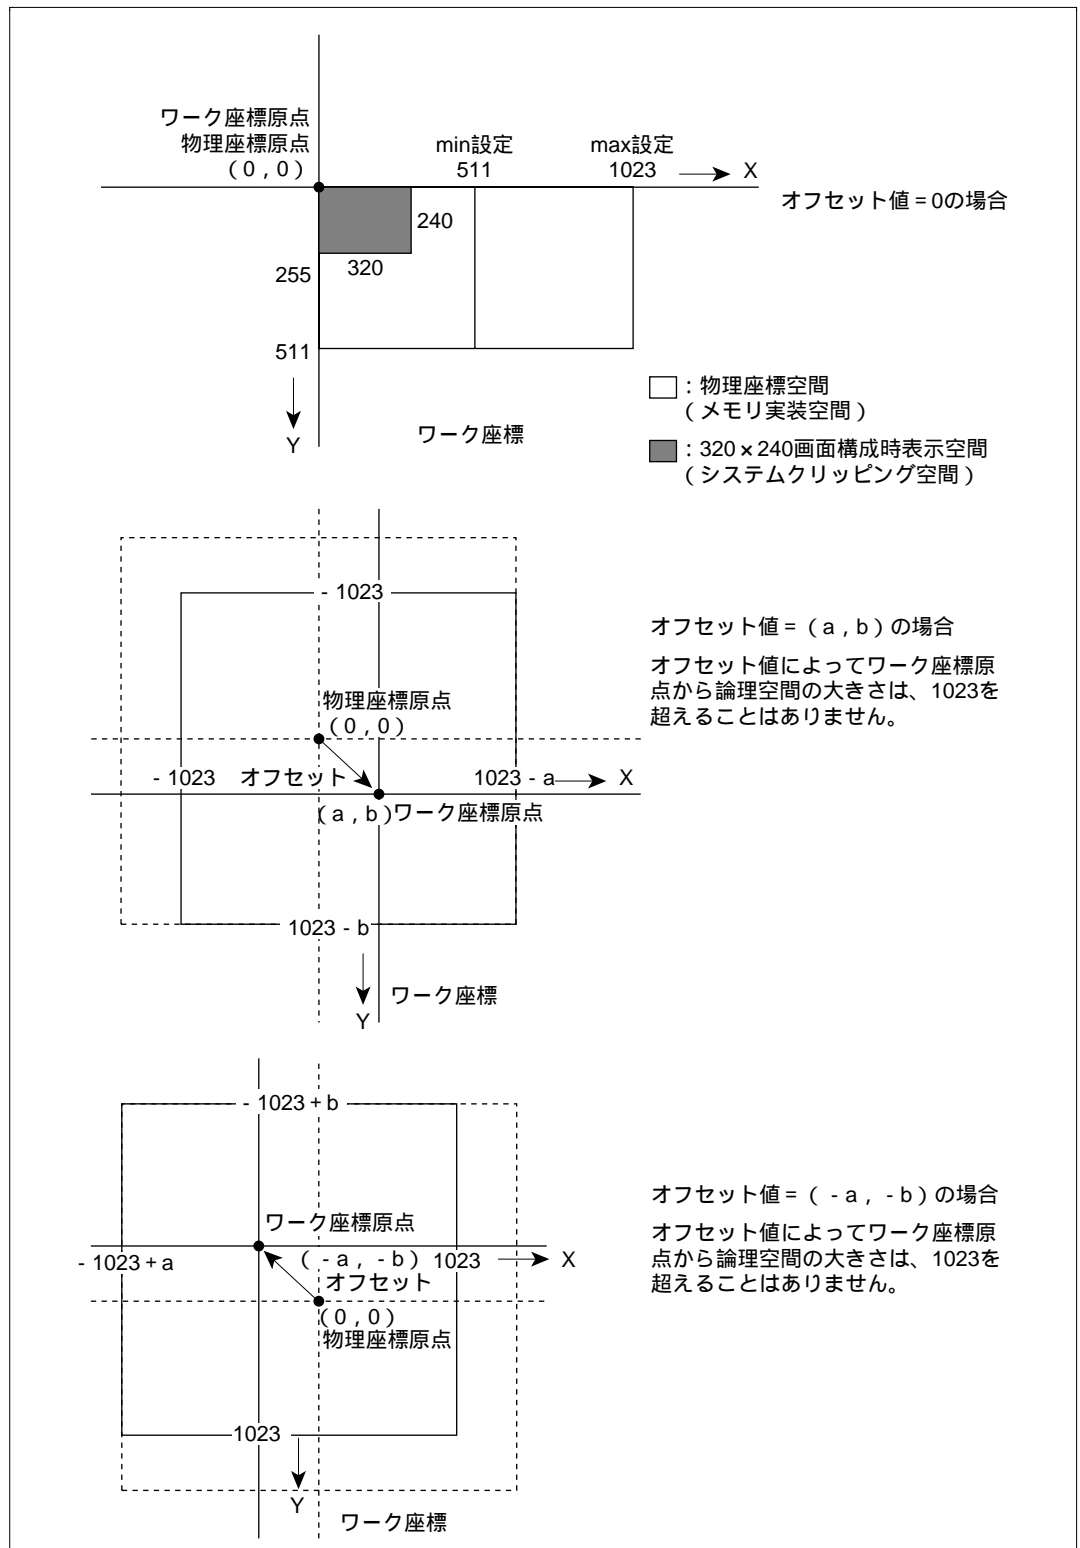 ワーク座標原点
物理座標原点
(0,0)
min設定
511
max設定
1023
X
オフセット値=0の場合
240
320
255
511
Y
ワーク座標
:物理座標空間
(メモリ実装空間)
:320×240画面構成時表示空間
(システムクリッピング空間)
-1023
オフセット値=(a,b)の場合
オフセット値によってワーク座標原
点から論理空間の大きさは、1023を
超えることはありません。
物理座標原点
(0,0)
-1023
オフセット
1023-a
X
(a,b)ワーク座標原点
1023-b
ワーク座標
Y
-1023+b
オフセット値=(-a,-b)の場合
オフセット値によってワーク座標原
点から論理空間の大きさは、1023を
超えることはありません。
ワーク座標原点
-1023+a
(-a,-b)
1023
X
オフセット
(0,0)
物理座標原点
1023
Y
ワーク座標